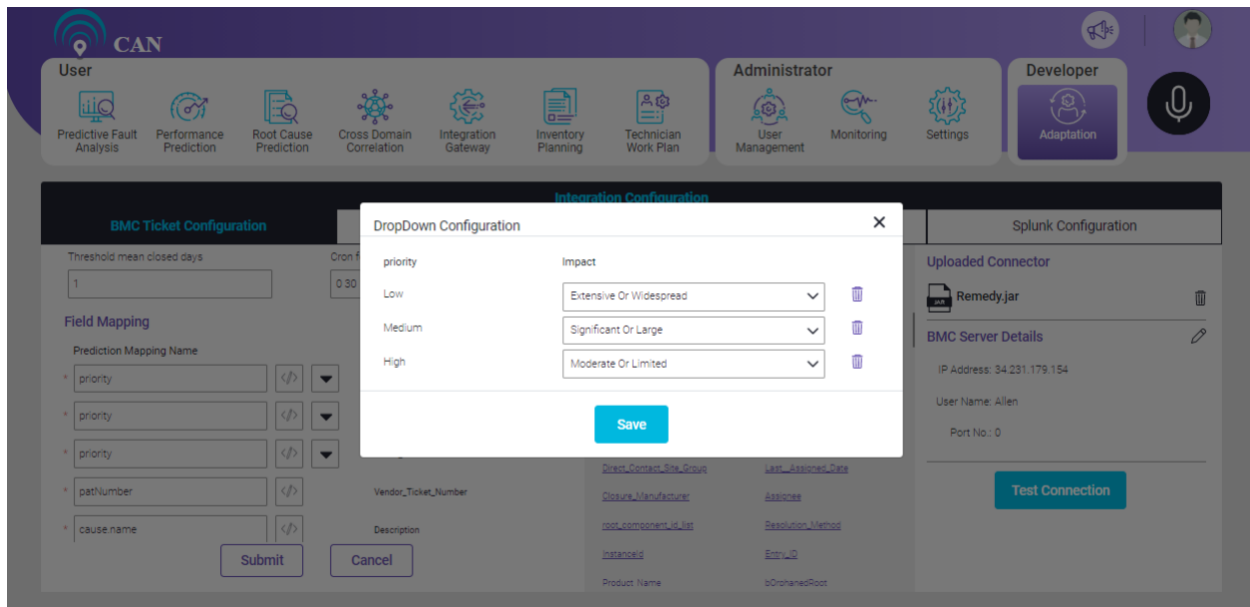 CAN
User
Administrator
Developer
Predictive Fault
Analysis
Performance
Prediction
Root Cause
Prediction
Cross Domain
Correlation
Integration
Gateway
Inventory
Planning
Technician
Work Plan
User
Management
Monitoring
Settings
Adaptation
Integration Configuration
BMC Ticket Configuration
Splunk Configuration
DropDown Configuration
priority Impact
Low Extensive Or Widespread
Medium Significant Or Large
High Moderate Or Limited
Save
Threshold mean closed days
1
0 30
Field Mapping
Prediction Mapping Name
* priority
* priority
* priority
* patNumber
* cause.name
Vendor_Ticket_Number
Description
Submit
Cancel
Direct_Contact_Site_Group Last__Assigned_Date
Closure_Manufacturer Assignee
root_component_id_list Resolution_Method
InstanceId Entry_ID
Product Name bOrphanedRoot
Uploaded Connector
JAR
Remedy.jar
BMC Server Details
IP Address: 34.231.179.154
User Name: Allen
Port No.: 0
Test Connection